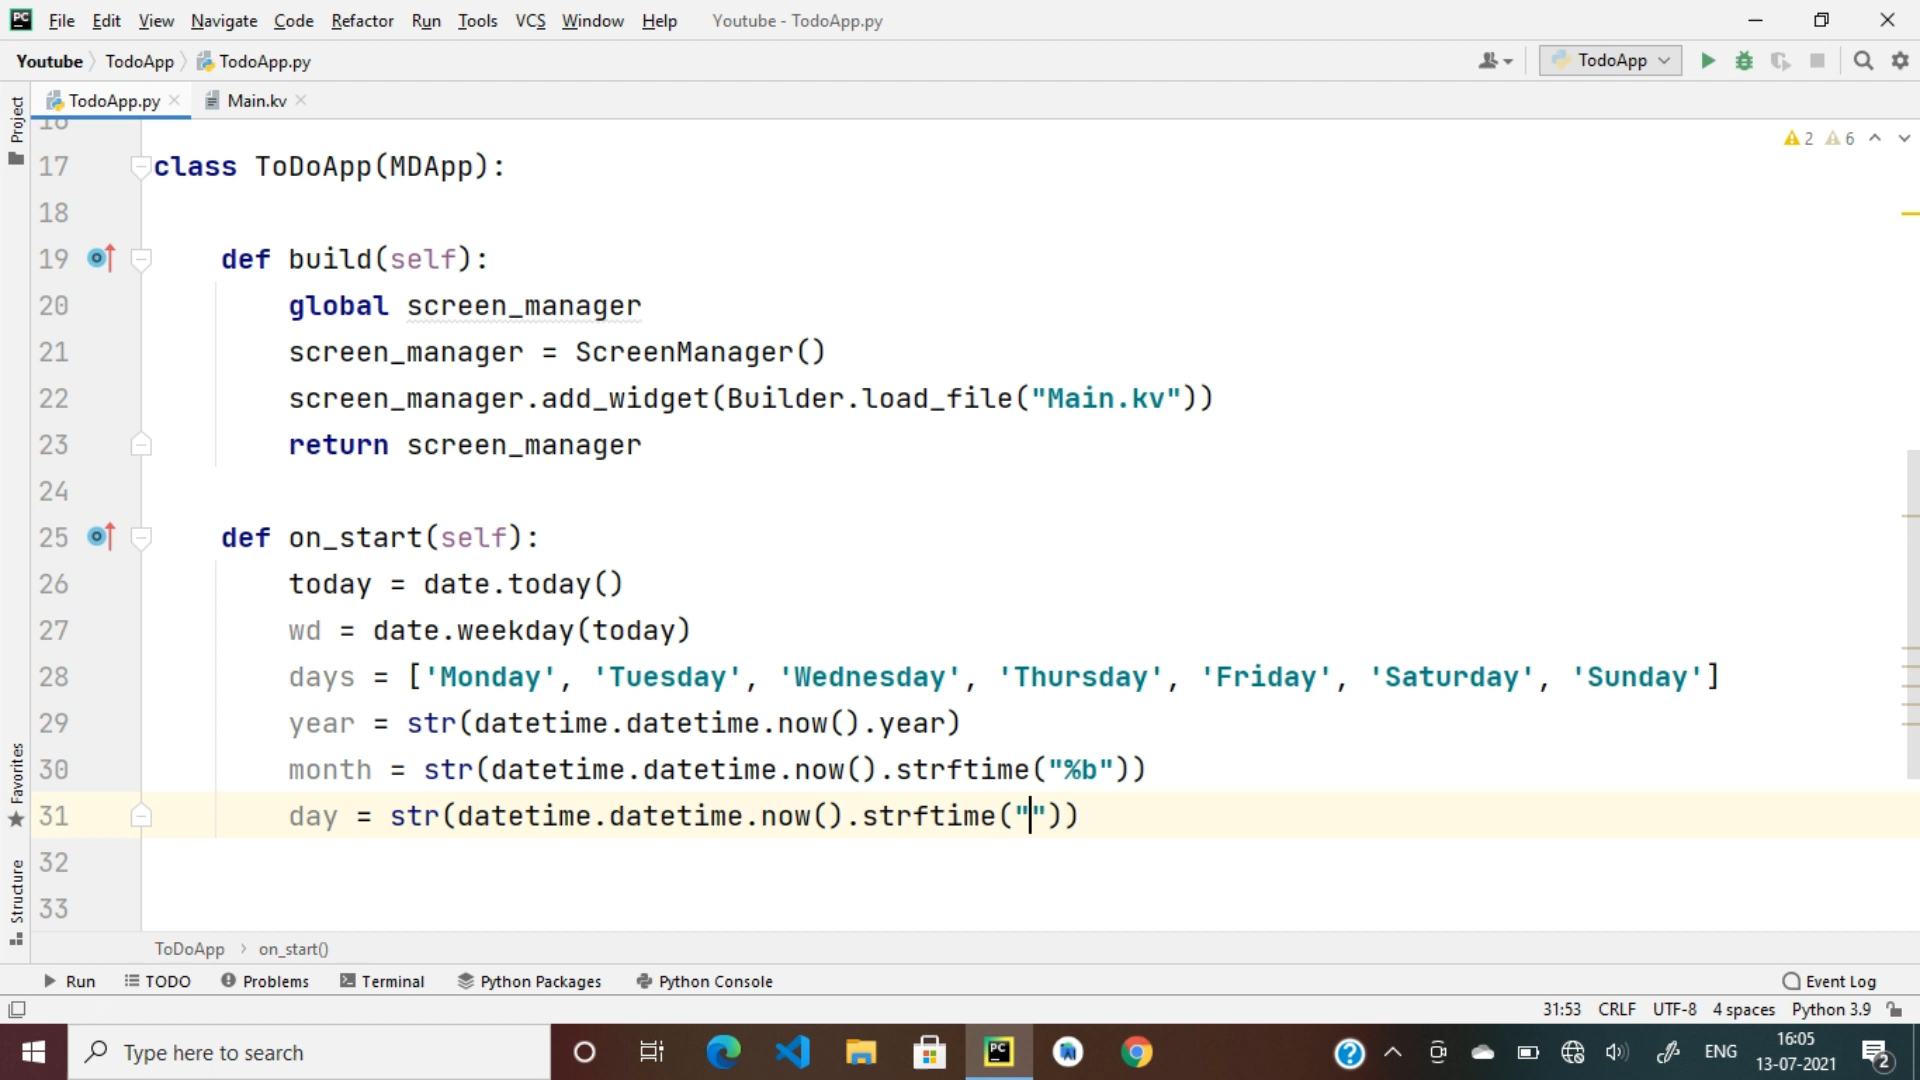 File Edit View Navigate Code Refactor Run Tools VCS Window Help Youtube - TodoApp.py
Youtube TodoApp TodoApp.py TodoApp
TodoApp.py Main.kv
Project
2 6
16
17 class ToDoApp(MDApp):
18
19 def build(self):
20 global screen_manager
21 screen_manager = ScreenManager()
22 screen_manager.add_widget(Builder.load_file("Main.kv"))
23 return screen_manager
24
25 def on_start(self):
26 today = date.today()
27 wd = date.weekday(today)
28 days = ['Monday', 'Tuesday', 'Wednesday', 'Thursday', 'Friday', 'Saturday', 'Sunday']
29 year = str(datetime.datetime.now().year)
30 month = str(datetime.datetime.now().strftime("%b"))
31 day = str(datetime.datetime.now().strftime(""))
32
33
Favorites
Structure
ToDoApp on_start()
Run TODO Problems Terminal Python Packages Python Console Event Log
31:53 CRLF UTF-8 4 spaces Python 3.9
Type here to search
PC
ENG
16:05
13-07-2021
2